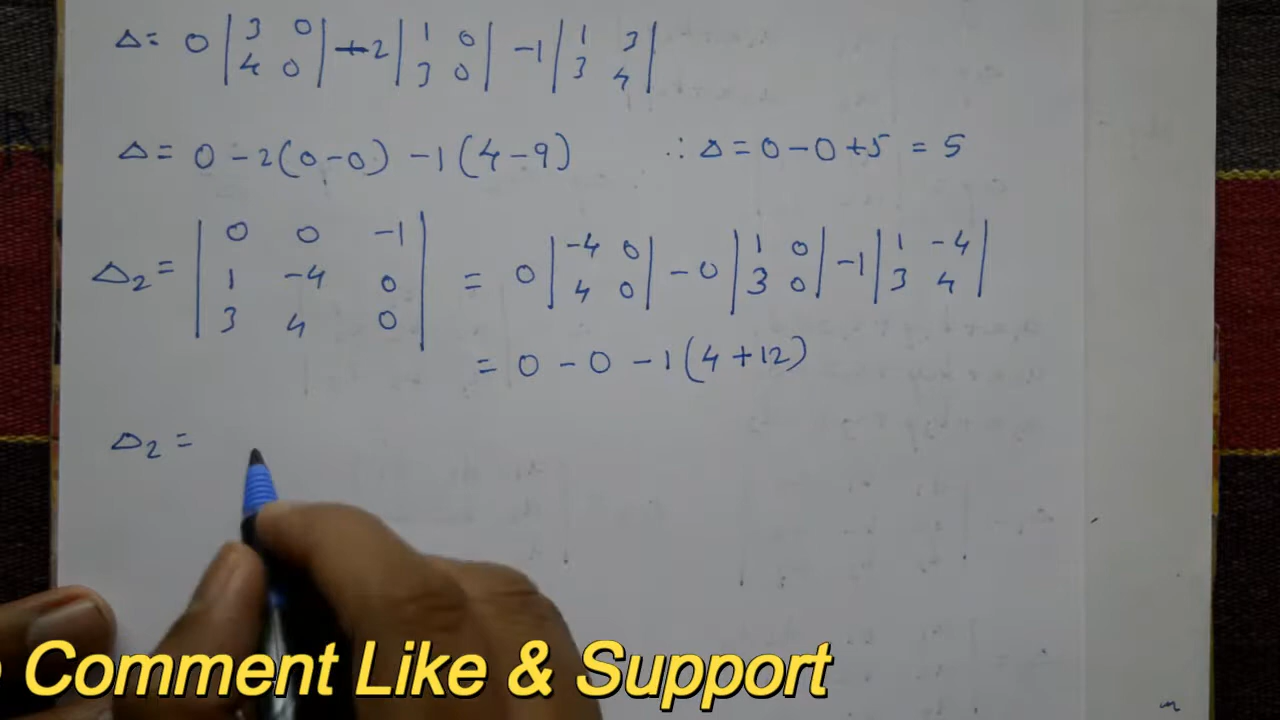 Δ = 0 | 3 0 | +2 | 1 0 | -1 | 1 3 |
| 4 0 | | 3 0 | | 3 4 |
Δ = 0 - 2(0-0) -1(4-9) ∴ Δ = 0 - 0 + 5 = 5
| 0 0 -1 |
Δ2 = | 1 -4 0 | = 0 | -4 0 | - 0 | 1 0 | -1 | 1 -4 |
| 3 4 0 | | 4 0 | | 3 0 | | 3 4 |
= 0 - 0 - 1(4+12)
Δ2 =
Comment Like & Support